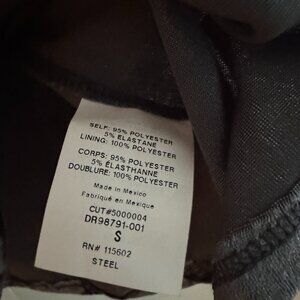 SELF: 95% POLYESTER
5% ELASTANE
LINING: 100% POLYESTER
CORPS: 95% POLYESTER
5% ELASTHANNE
DOUBLURE: 100% POLYESTER
Made in Mexico
Fabriqué en Mexique
CUT#5000004
DR98791-001
S
RN# 115602
STEEL